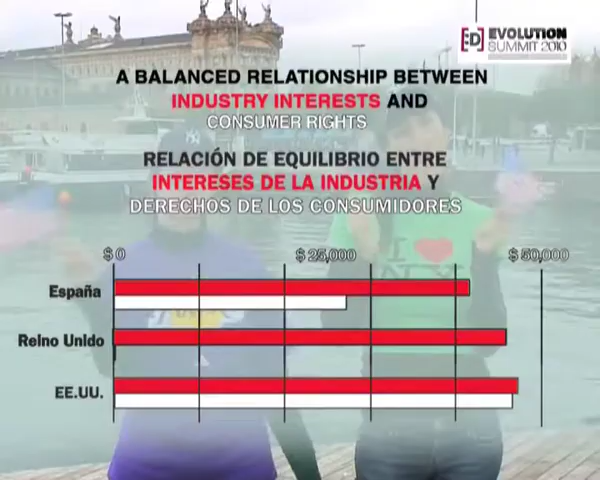 [D] EVOLUTION
SUMMIT 2010
A BALANCED RELATIONSHIP BETWEEN
INDUSTRY INTERESTS AND
CONSUMER RIGHTS
RELACIÓN DE EQUILIBRIO ENTRE
INTERESES DE LA INDUSTRIA Y
DERECHOS DE LOS CONSUMIDORES
$0 $25,000 $50,000
España
Reino Unido
EE.UU.
I